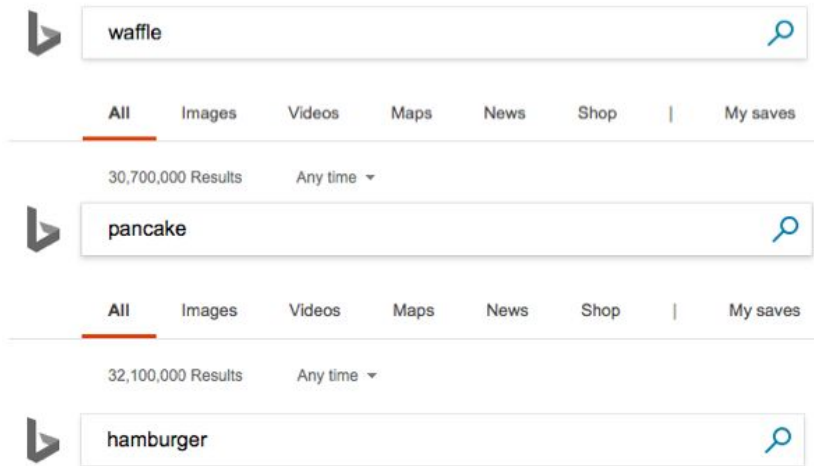 waffle
All Images Videos Maps News Shop | My saves
30,700,000 Results Any time
pancake
All Images Videos Maps News Shop | My saves
32,100,000 Results Any time
hamburger